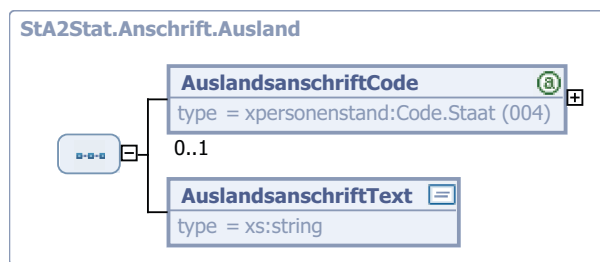 StA2Stat.Anschrift.Ausland
AuslandsanschriftCode
type = xpersonenstand:Code.Staat (004)
0..1
AuslandsanschriftText
type = xs:string